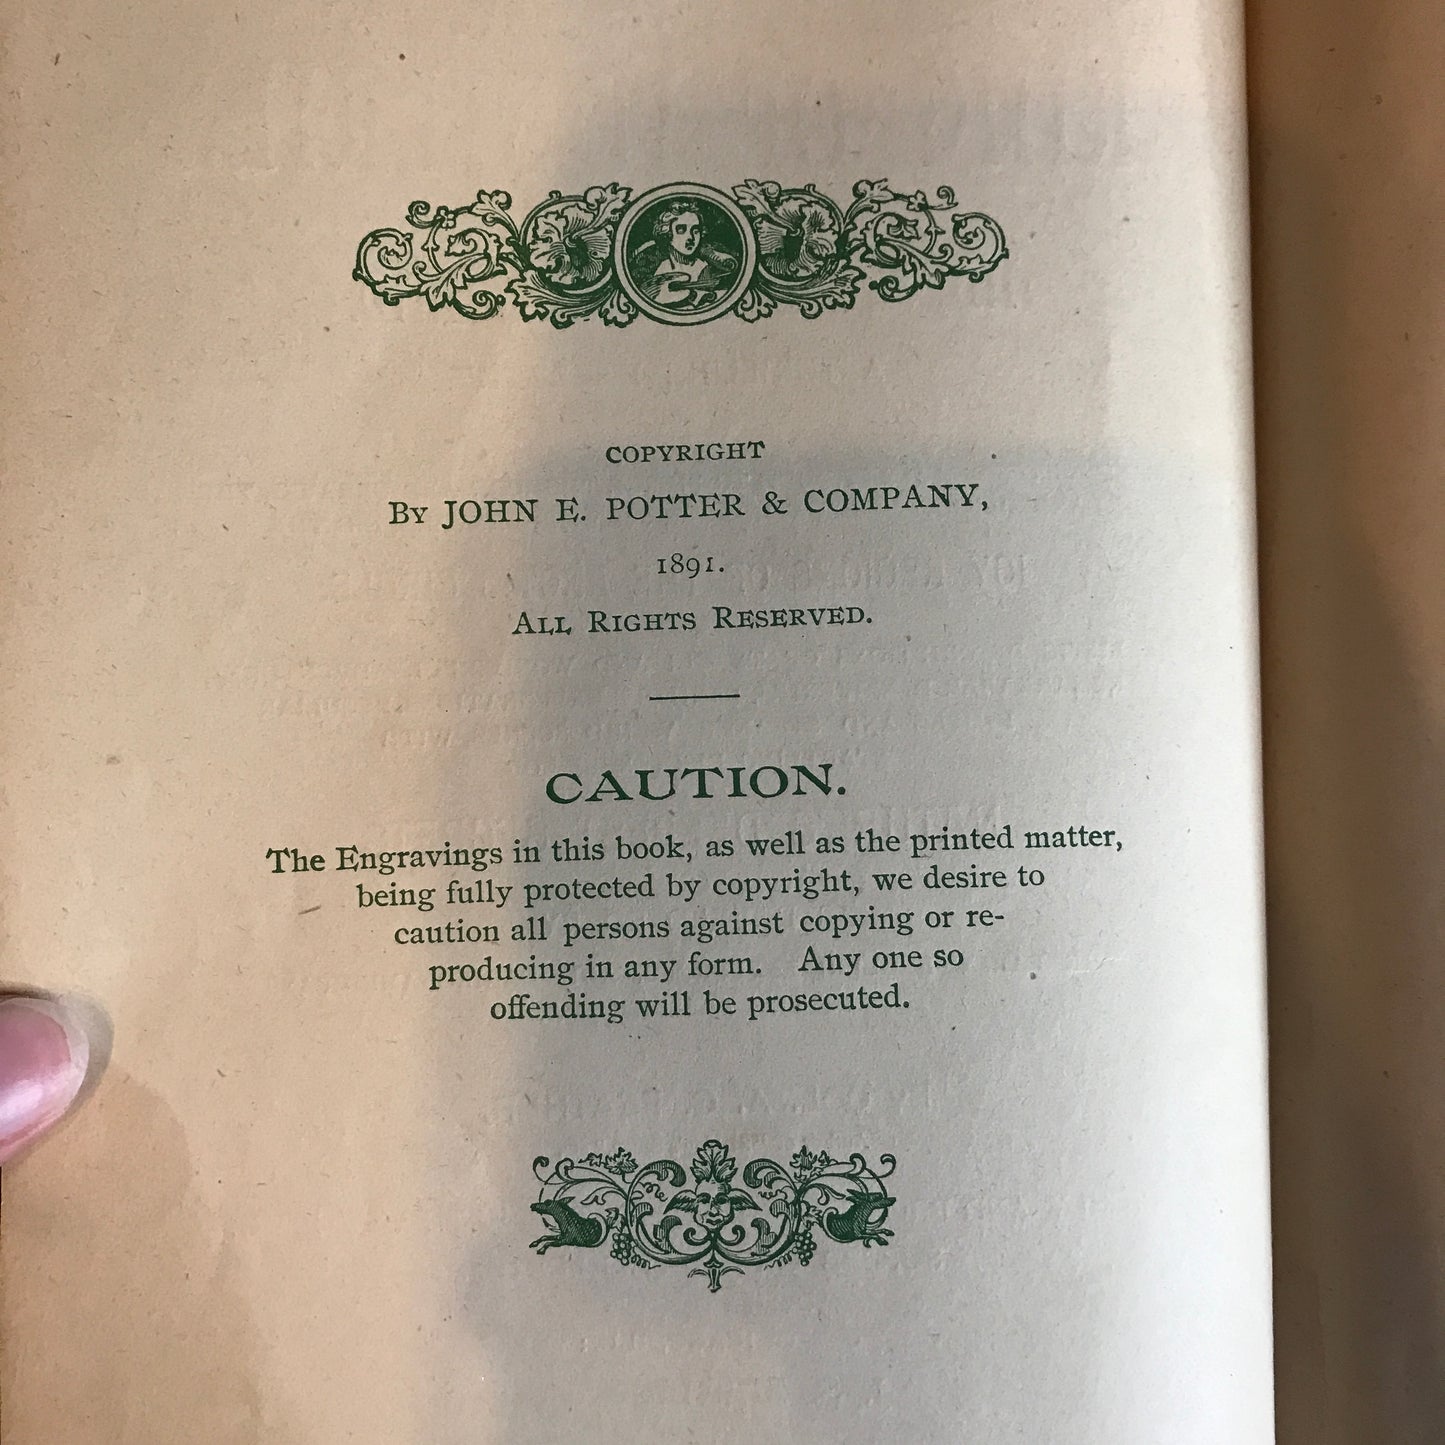 COPYRIGHT
By JOHN E. POTTER & COMPANY,
1891.
All Rights Reserved.
CAUTION.
The Engravings in this book, as well as the printed matter,
being fully protected by copyright, we desire to
caution all persons against copying or re-
producing in any form. Any one so
offending will be prosecuted.